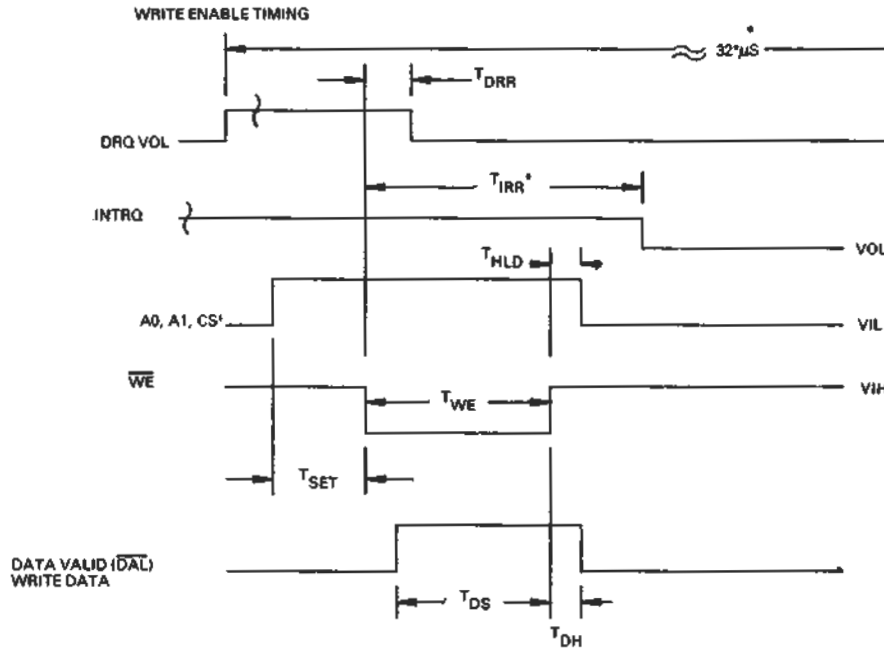 WRITE ENABLE TIMING
32*µS*
TDRR
DRQ VOL
TIRR*
INTRQ
VOL
THLD
A0, A1, CS*
VIL
WE
TWE
VIH
TSET
DATA VALID (DAL)
WRITE DATA
TDS
TDH